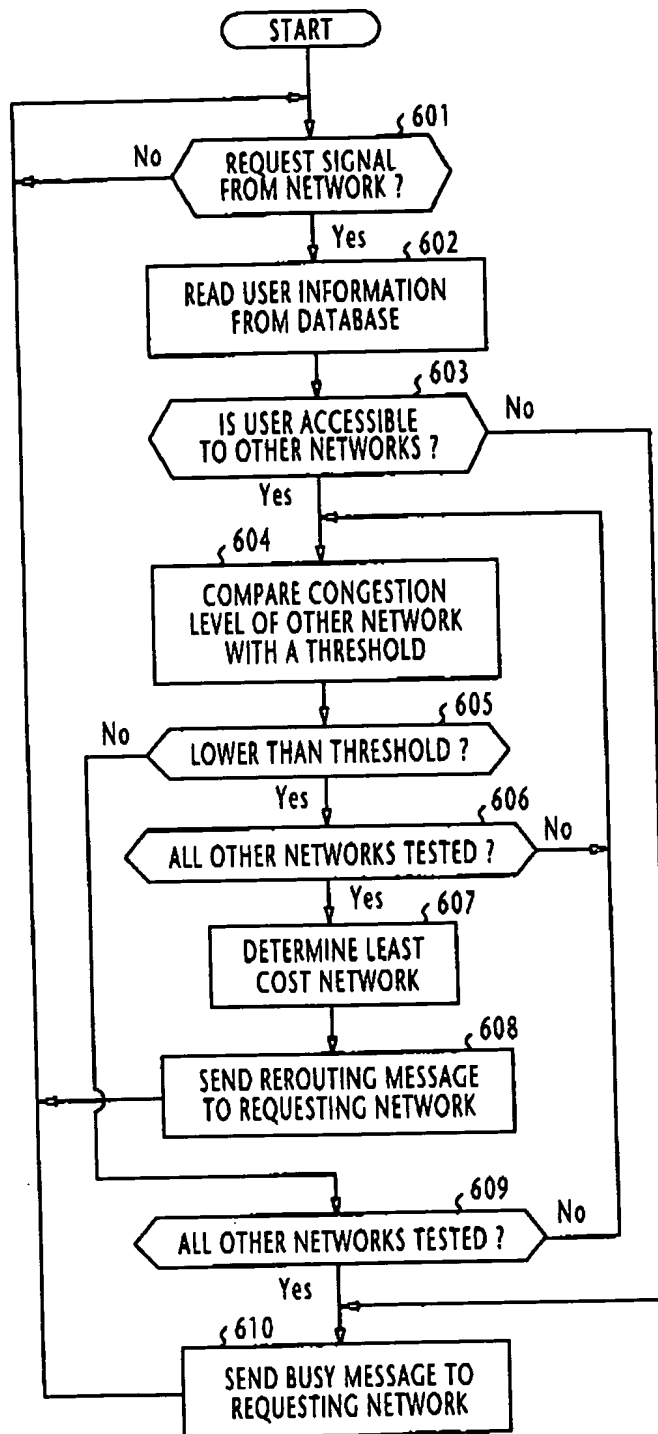 START
601
No
REQUEST SIGNAL
FROM NETWORK ?
Yes
602
READ USER INFORMATION
FROM DATABASE
603
No
IS USER ACCESSIBLE
TO OTHER NETWORKS ?
Yes
604
COMPARE CONGESTION
LEVEL OF OTHER NETWORK
WITH A THRESHOLD
605
No
LOWER THAN THRESHOLD ?
Yes
606
No
ALL OTHER NETWORKS TESTED ?
Yes
607
DETERMINE LEAST
COST NETWORK
608
SEND REROUTING MESSAGE
TO REQUESTING NETWORK
609
No
ALL OTHER NETWORKS TESTED ?
Yes
610
SEND BUSY MESSAGE TO
REQUESTING NETWORK